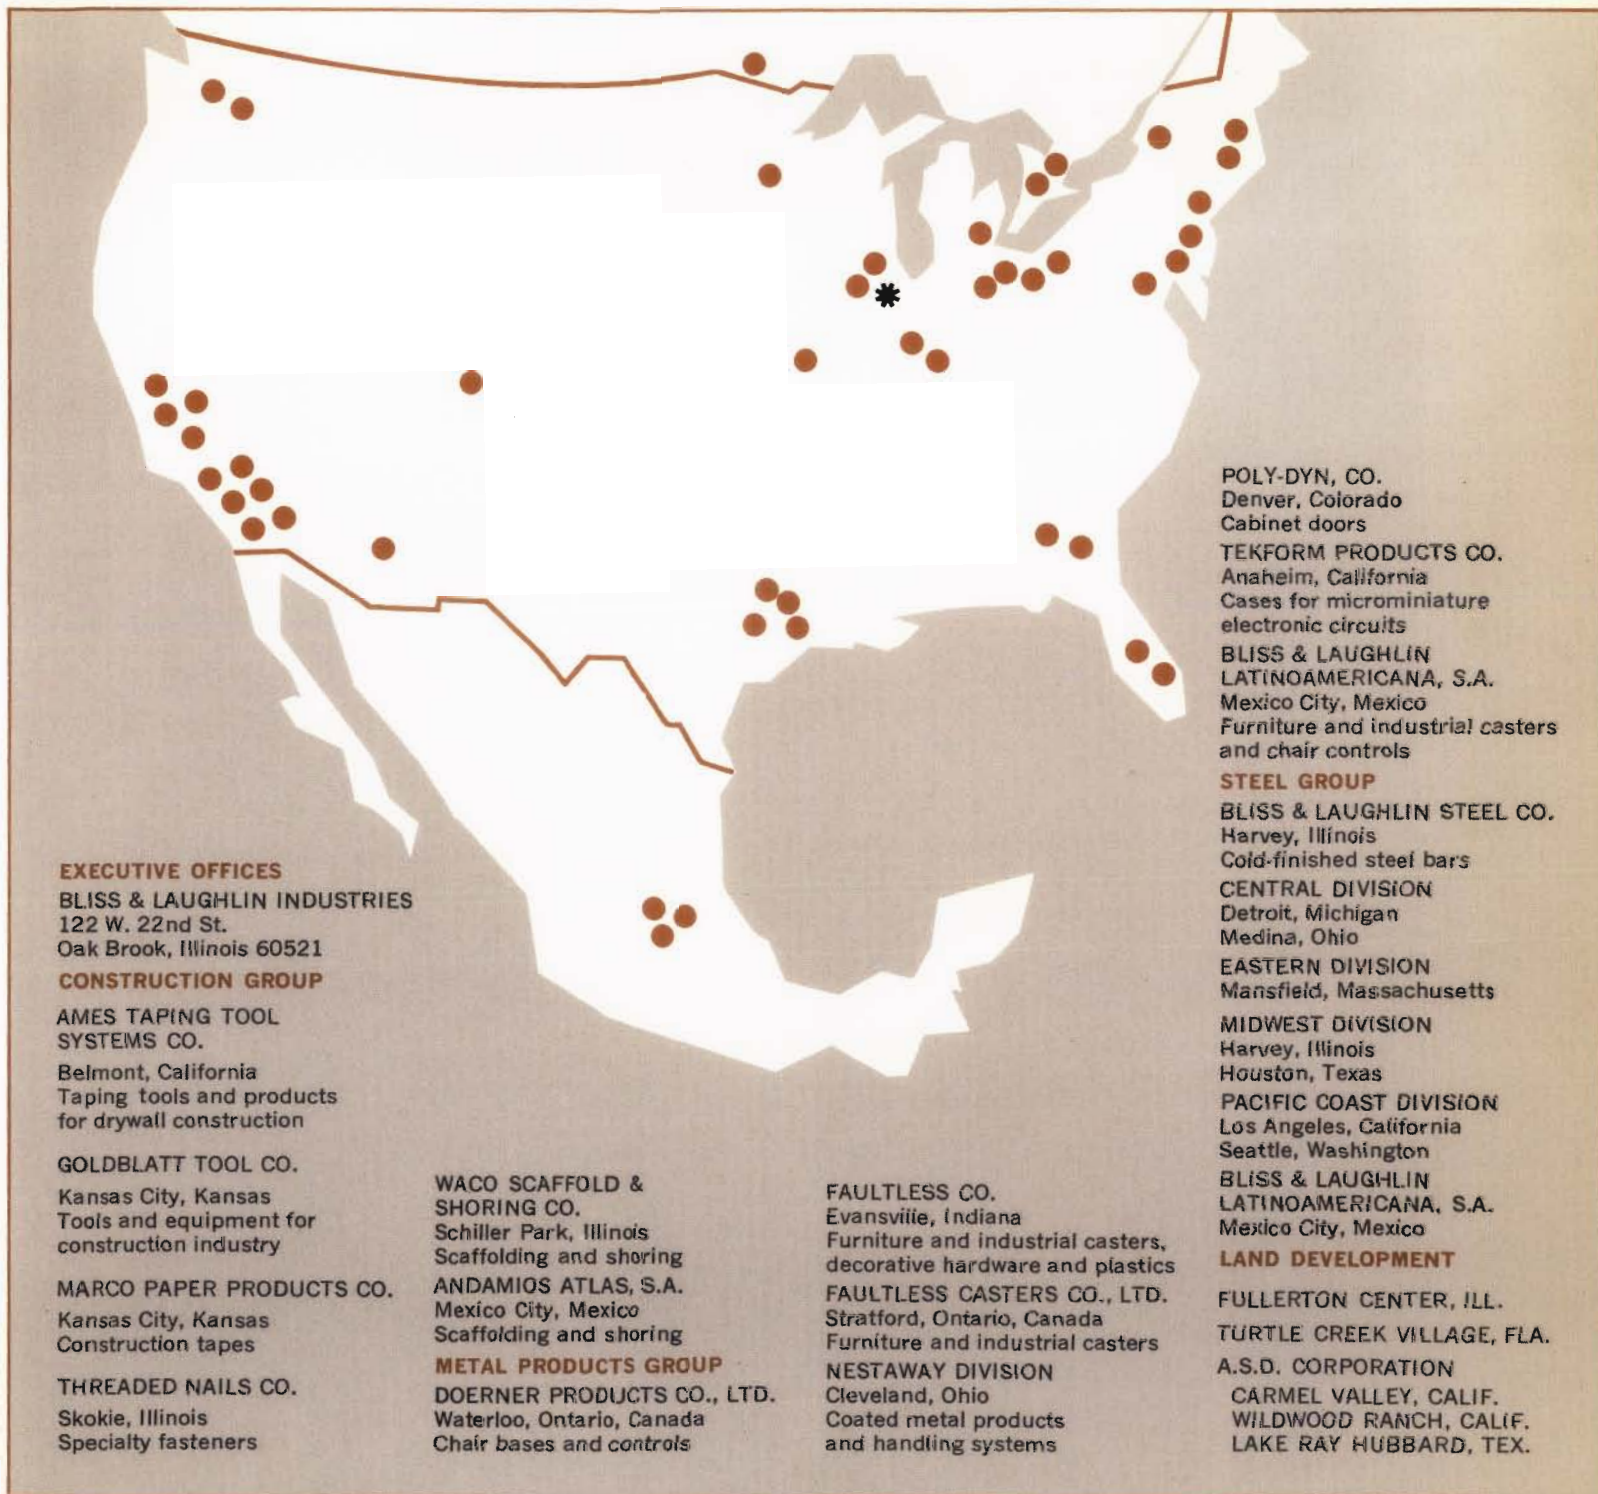 EXECUTIVE OFFICES
BLISS & LAUGHLIN INDUSTRIES
122 W. 22nd St.
Oak Brook, Illinois 60521
CONSTRUCTION GROUP
AMES TAPING TOOL
SYSTEMS CO.
Belmont, California
Taping tools and products
for drywall construction
GOLDBLATT TOOL CO.
Kansas City, Kansas
Tools and equipment for
construction industry
MARCO PAPER PRODUCTS CO.
Kansas City, Kansas
Construction tapes
THREADED NAILS CO.
Skokie, Illinois
Specialty fasteners
WACO SCAFFOLD &
SHORING CO.
Schiller Park, Illinois
Scaffolding and shoring
ANDAMIOS ATLAS, S.A.
Mexico City, Mexico
Scaffolding and shoring
METAL PRODUCTS GROUP
DOERNER PRODUCTS CO., LTD.
Waterloo, Ontario, Canada
Chair bases and controls
FAULTLESS CO.
Evansville, Indiana
Furniture and industrial casters,
decorative hardware and plastics
FAULTLESS CASTERS CO., LTD.
Stratford, Ontario, Canada
Furniture and industrial casters
NESTAWAY DIVISION
Cleveland, Ohio
Coated metal products
and handling systems
POLY-DYN, CO.
Denver, Colorado
Cabinet doors
TEKFORM PRODUCTS CO.
Anaheim, California
Cases for microminiature
electronic circuits
BLISS & LAUGHLIN
LATINOAMERICANA, S.A.
Mexico City, Mexico
Furniture and industrial casters
and chair controls
STEEL GROUP
BLISS & LAUGHLIN STEEL CO.
Harvey, Illinois
Cold-finished steel bars
CENTRAL DIVISION
Detroit, Michigan
Medina, Ohio
EASTERN DIVISION
Mansfield, Massachusetts
MIDWEST DIVISION
Harvey, Illinois
Houston, Texas
PACIFIC COAST DIVISION
Los Angeles, California
Seattle, Washington
BLISS & LAUGHLIN
LATINOAMERICANA, S.A.
Mexico City, Mexico
LAND DEVELOPMENT
FULLERTON CENTER, ILL.
TURTLE CREEK VILLAGE, FLA.
A.S.D. CORPORATION
CARMEL VALLEY, CALIF.
WILDWOOD RANCH, CALIF.
LAKE RAY HUBBARD, TEX.